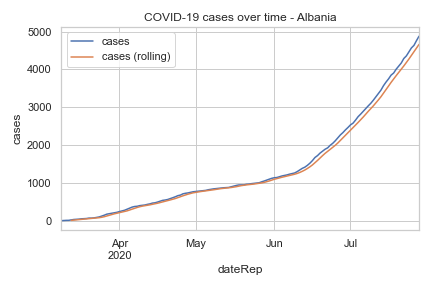 COVID-19 cases over time - Albania
cases
cases (rolling)
cases
5000
4000
3000
2000
1000
0
Apr
2020
May
Jun
Jul
dateRep